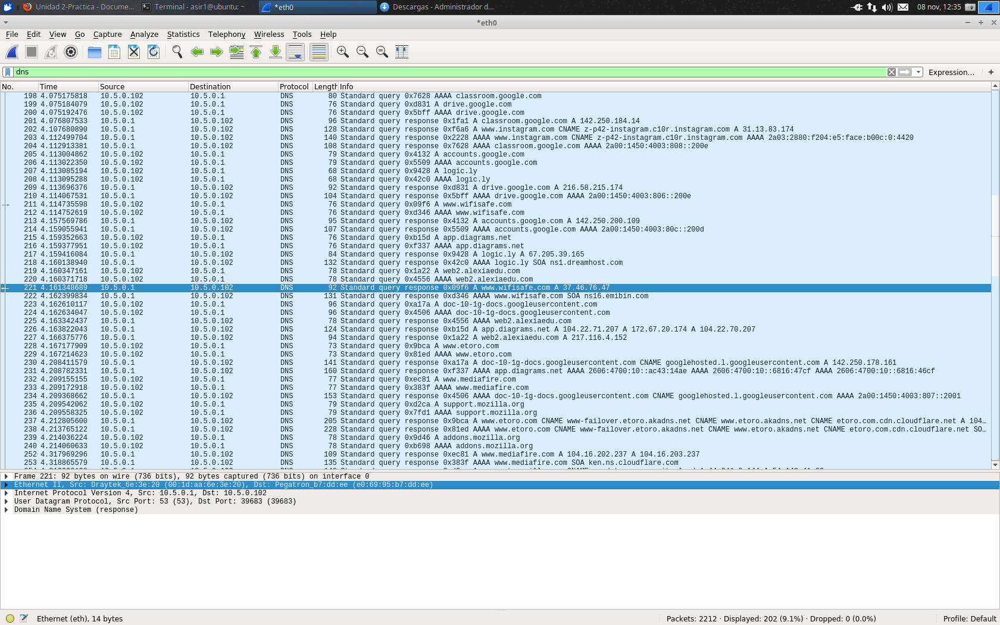 Unidad 2-Practica - Docume... Terminal - asir1@ubuntu: ~ *eth0 Descargas - Administrador d... 08 nov, 12:35
*eth0
File Edit View Go Capture Analyze Statistics Telephony Wireless Tools Help
dns Expression... +
No. Time Source Destination Protocol Length Info
198 4.075175818 10.5.0.102 10.5.0.1 DNS 80 Standard query 0x7628 AAAA classroom.google.com
199 4.075184079 10.5.0.102 10.5.0.1 DNS 76 Standard query 0xd831 A drive.google.com
200 4.075192476 10.5.0.102 10.5.0.1 DNS 76 Standard query 0x5bff AAAA drive.google.com
201 4.076807533 10.5.0.1 10.5.0.102 DNS 96 Standard query response 0x1fa1 A classroom.google.com A 142.250.184.14
202 4.107680890 10.5.0.1 10.5.0.102 DNS 128 Standard query response 0xf6a6 A www.instagram.com CNAME z-p42-instagram.c10r.instagram.com A 31.13.83.174
203 4.112499704 10.5.0.1 10.5.0.102 DNS 140 Standard query response 0x2228 AAAA www.instagram.com CNAME z-p42-instagram.c10r.instagram.com AAAA 2a03:2880:f204:e5:face:b00c:0:4420
204 4.112913381 10.5.0.1 10.5.0.102 DNS 108 Standard query response 0x7628 AAAA classroom.google.com AAAA 2a00:1450:4003:808::200e
205 4.113004862 10.5.0.102 10.5.0.1 DNS 79 Standard query 0x4132 A accounts.google.com
206 4.113022350 10.5.0.102 10.5.0.1 DNS 79 Standard query 0x5509 AAAA accounts.google.com
207 4.113085194 10.5.0.102 10.5.0.1 DNS 68 Standard query 0x9428 A logic.ly
208 4.113095288 10.5.0.102 10.5.0.1 DNS 68 Standard query 0x42c0 AAAA logic.ly
209 4.113696376 10.5.0.1 10.5.0.102 DNS 92 Standard query response 0xd831 A drive.google.com A 216.58.215.174
210 4.114067531 10.5.0.1 10.5.0.102 DNS 104 Standard query response 0x5bff AAAA drive.google.com AAAA 2a00:1450:4003:806::200e
211 4.114735598 10.5.0.102 10.5.0.1 DNS 76 Standard query 0x09f6 A www.wifisafe.com
212 4.114752619 10.5.0.102 10.5.0.1 DNS 76 Standard query 0xd346 AAAA www.wifisafe.com
213 4.157569786 10.5.0.1 10.5.0.102 DNS 95 Standard query response 0x4132 A accounts.google.com A 142.250.200.109
214 4.159055941 10.5.0.1 10.5.0.102 DNS 107 Standard query response 0x5509 AAAA accounts.google.com AAAA 2a00:1450:4003:80c::200d
215 4.159352663 10.5.0.102 10.5.0.1 DNS 76 Standard query 0xb15d A app.diagrams.net
216 4.159377951 10.5.0.102 10.5.0.1 DNS 76 Standard query 0xf337 AAAA app.diagrams.net
217 4.159416084 10.5.0.1 10.5.0.102 DNS 84 Standard query response 0x9428 A logic.ly A 67.205.39.165
218 4.160138940 10.5.0.1 10.5.0.102 DNS 132 Standard query response 0x42c0 AAAA logic.ly SOA ns1.dreamhost.com
219 4.160347161 10.5.0.102 10.5.0.1 DNS 78 Standard query 0x1a22 A web2.alexiaedu.com
220 4.160371718 10.5.0.102 10.5.0.1 DNS 78 Standard query 0x4556 AAAA web2.alexiaedu.com
221 4.161348689 10.5.0.1 10.5.0.102 DNS 92 Standard query response 0x09f6 A www.wifisafe.com A 37.46.76.47
222 4.162399834 10.5.0.1 10.5.0.102 DNS 131 Standard query response 0xd346 AAAA www.wifisafe.com SOA ns16.emibin.com
223 4.162610117 10.5.0.102 10.5.0.1 DNS 96 Standard query 0xa17a A doc-10-1g-docs.googleusercontent.com
224 4.162634047 10.5.0.102 10.5.0.1 DNS 96 Standard query 0x4506 AAAA doc-10-1g-docs.googleusercontent.com
225 4.163342437 10.5.0.1 10.5.0.102 DNS 78 Standard query response 0x4556 AAAA web2.alexiaedu.com
226 4.163822043 10.5.0.1 10.5.0.102 DNS 124 Standard query response 0xb15d A app.diagrams.net A 104.22.71.207 A 172.67.20.174 A 104.22.70.207
227 4.166375776 10.5.0.1 10.5.0.102 DNS 94 Standard query response 0x1a22 A web2.alexiaedu.com A 217.116.4.152
228 4.167177909 10.5.0.102 10.5.0.1 DNS 73 Standard query 0x9bca A www.etoro.com
229 4.167214623 10.5.0.102 10.5.0.1 DNS 73 Standard query 0x81ed AAAA www.etoro.com
230 4.208411579 10.5.0.1 10.5.0.102 DNS 141 Standard query response 0xa17a A doc-10-1g-docs.googleusercontent.com CNAME googlehosted.l.googleusercontent.com A 142.250.178.161
231 4.208782331 10.5.0.1 10.5.0.102 DNS 160 Standard query response 0xf337 AAAA app.diagrams.net AAAA 2606:4700:10::ac43:14ae AAAA 2606:4700:10::6816:47cf AAAA 2606:4700:10::6816:46cf
232 4.209155155 10.5.0.102 10.5.0.1 DNS 77 Standard query 0xec81 A www.mediafire.com
233 4.209172918 10.5.0.102 10.5.0.1 DNS 77 Standard query 0x383f AAAA www.mediafire.com
234 4.209368662 10.5.0.1 10.5.0.102 DNS 153 Standard query response 0x4506 AAAA doc-10-1g-docs.googleusercontent.com CNAME googlehosted.l.googleusercontent.com AAAA 2a00:1450:4003:807::2001
235 4.209542062 10.5.0.102 10.5.0.1 DNS 79 Standard query 0xd2ca A support.mozilla.org
236 4.209558325 10.5.0.102 10.5.0.1 DNS 79 Standard query 0x7fd1 AAAA support.mozilla.org
237 4.212805600 10.5.0.1 10.5.0.102 DNS 205 Standard query response 0x9bca A www.etoro.com CNAME www-failover.etoro.akadns.net CNAME www.etoro.akadns.net CNAME etoro.com.cdn.cloudflare.net A 104...
238 4.213765122 10.5.0.1 10.5.0.102 DNS 228 Standard query response 0x81ed AAAA www.etoro.com CNAME www-failover.etoro.akadns.net CNAME www.etoro.akadns.net CNAME etoro.com.cdn.cloudflare.net SO...
239 4.214036224 10.5.0.102 10.5.0.1 DNS 78 Standard query 0x9d46 A addons.mozilla.org
240 4.214060633 10.5.0.102 10.5.0.1 DNS 78 Standard query 0xb698 AAAA addons.mozilla.org
252 4.317969296 10.5.0.1 10.5.0.102 DNS 109 Standard query response 0xec81 A www.mediafire.com A 104.16.202.237 A 104.16.203.237
253 4.318865579 10.5.0.1 10.5.0.102 DNS 135 Standard query response 0x383f AAAA www.mediafire.com SOA ken.ns.cloudflare.com
Frame 221: 92 bytes on wire (736 bits), 92 bytes captured (736 bits) on interface 0
Ethernet II, Src: Draytek_6e:3e:20 (00:1d:aa:6e:3e:20), Dst: Pegatron_b7:dd:ee (e0:69:95:b7:dd:ee)
Internet Protocol Version 4, Src: 10.5.0.1, Dst: 10.5.0.102
User Datagram Protocol, Src Port: 53 (53), Dst Port: 39683 (39683)
Domain Name System (response)
Ethernet (eth), 14 bytes Packets: 2212 · Displayed: 202 (9.1%) · Dropped: 0 (0.0%) Profile: Default